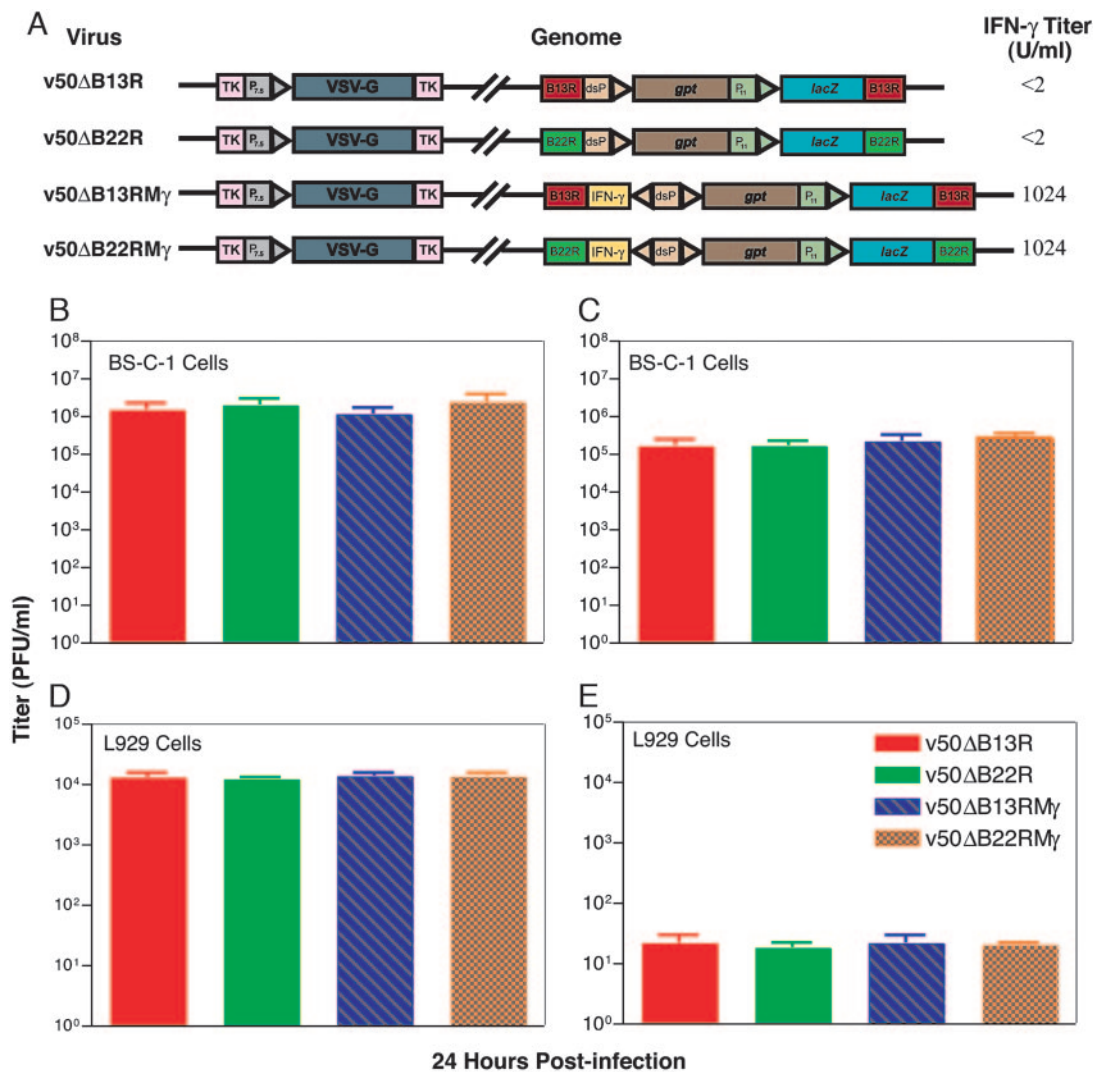 A
Virus Genome IFN-γ Titer
(U/ml)
v50ΔB13R TK P7.5 VSV-G TK B13R dsP gpt P11 lacZ B13R <2
v50ΔB22R TK P7.5 VSV-G TK B22R dsP gpt P11 lacZ B22R <2
v50ΔB13RMγ TK P7.5 VSV-G TK B13R IFN-γ dsP gpt P11 lacZ B13R 1024
v50ΔB22RMγ TK P7.5 VSV-G TK B22R IFN-γ dsP gpt P11 lacZ B22R 1024
Titer (PFU/ml)
B
BS-C-1 Cells
10⁸
10⁷
10⁶
10⁵
10⁴
10³
10²
10¹
10⁰
C
BS-C-1 Cells
10⁸
10⁷
10⁶
10⁵
10⁴
10³
10²
10¹
10⁰
D
L929 Cells
10⁵
10⁴
10³
10²
10¹
10⁰
E
L929 Cells
10⁵
10⁴
10³
10²
10¹
10⁰
v50ΔB13R
v50ΔB22R
v50ΔB13RMγ
v50ΔB22RMγ
24 Hours Post-infection